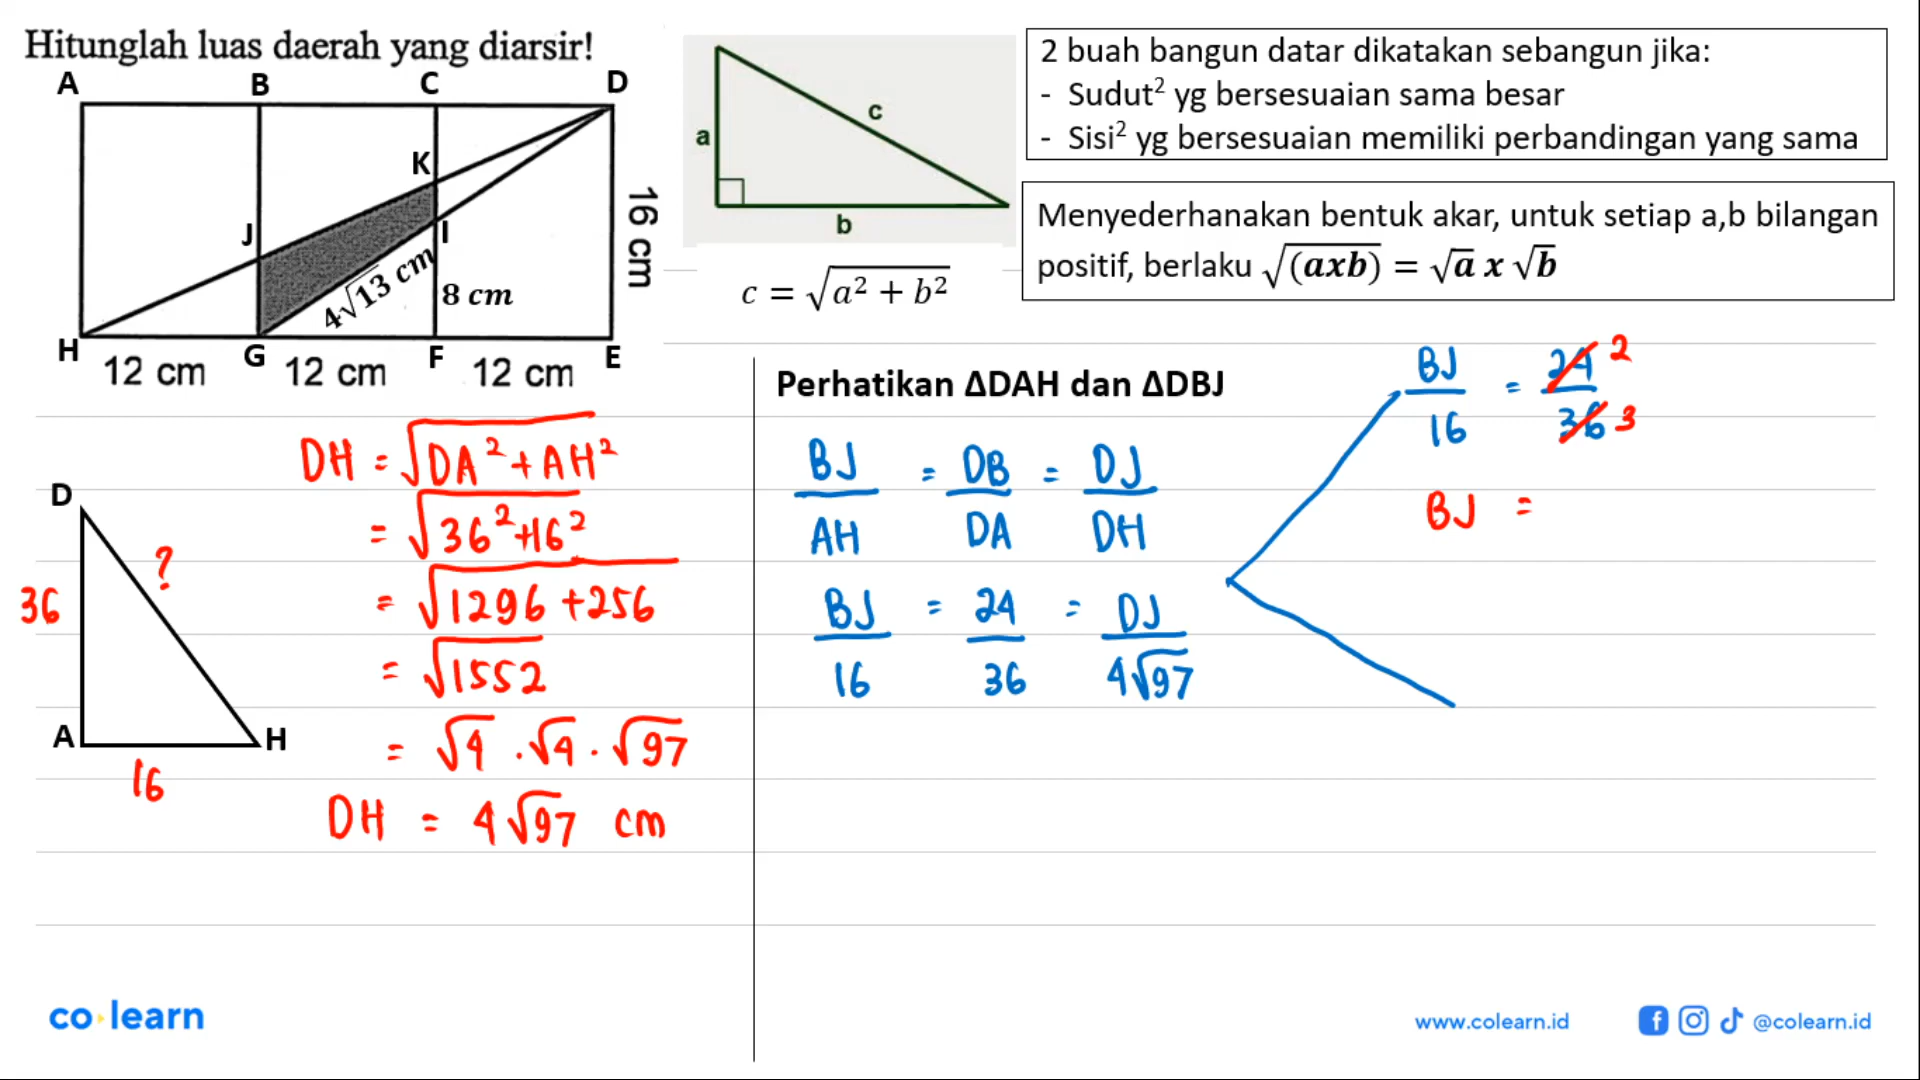 Hitunglah luas daerah yang diarsir!
A B C D
K
J I
4√13 cm
8 cm
16 cm
H G F E
12 cm 12 cm 12 cm
a c
b
c = √a² + b²
2 buah bangun datar dikatakan sebangun jika:
- Sudut² yg bersesuaian sama besar
- Sisi² yg bersesuaian memiliki perbandingan yang sama
Menyederhanakan bentuk akar, untuk setiap a,b bilangan
positif, berlaku √(axb) = √a x √b
D
36 ?
A H
16
DH = √DA² + AH²
= √36² + 16²
= √1296 + 256
= √1552
= √4 . √4 . √97
DH = 4√97 cm
Perhatikan ΔDAH dan ΔDBJ
BJ/AH = DB/DA = DJ/DH
BJ/16 = 24/36 = DJ/4√97
BJ/16 = 24/36 2 3
BJ =
co learn
www.colearn.id @colearn.id